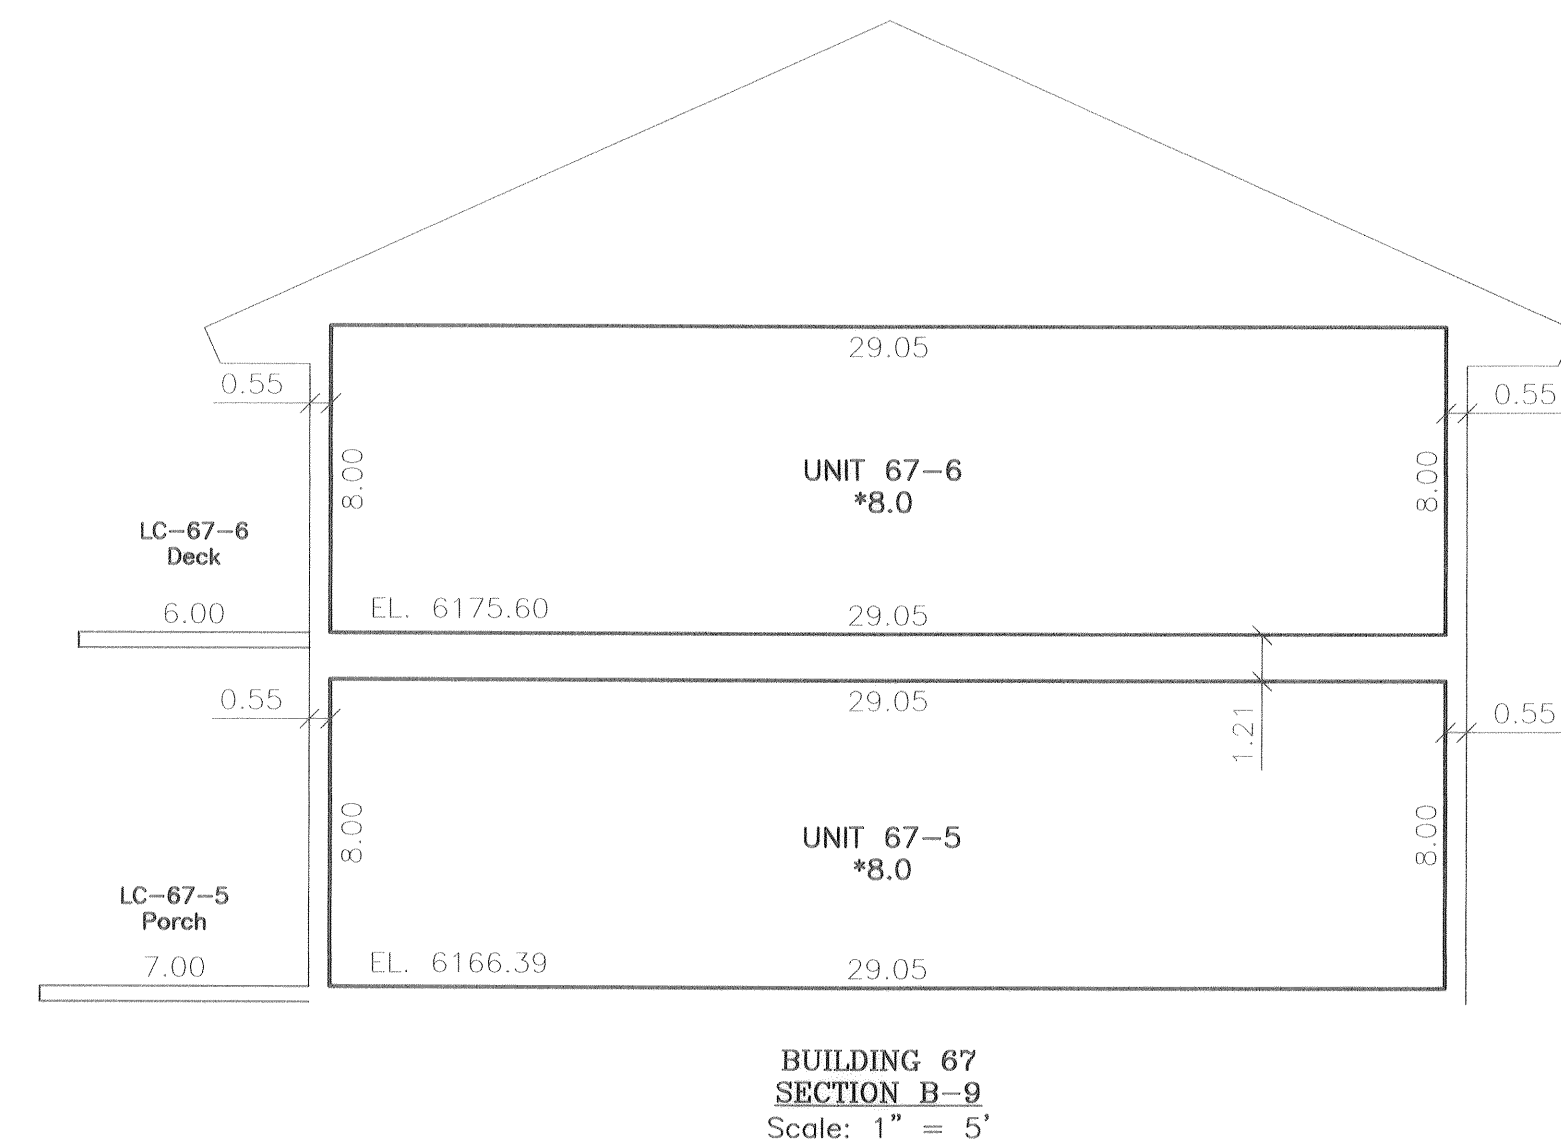 29.05
0.55
0.55
8.00
UNIT 67-6
*8.0
8.00
LC-67-6
Deck
6.00
EL. 6175.60
29.05
0.55
29.05
1.21
0.55
8.00
UNIT 67-5
*8.0
8.00
LC-67-5
Porch
7.00
EL. 6166.39
29.05
BUILDING 67
SECTION B-9
Scale: 1" = 5'